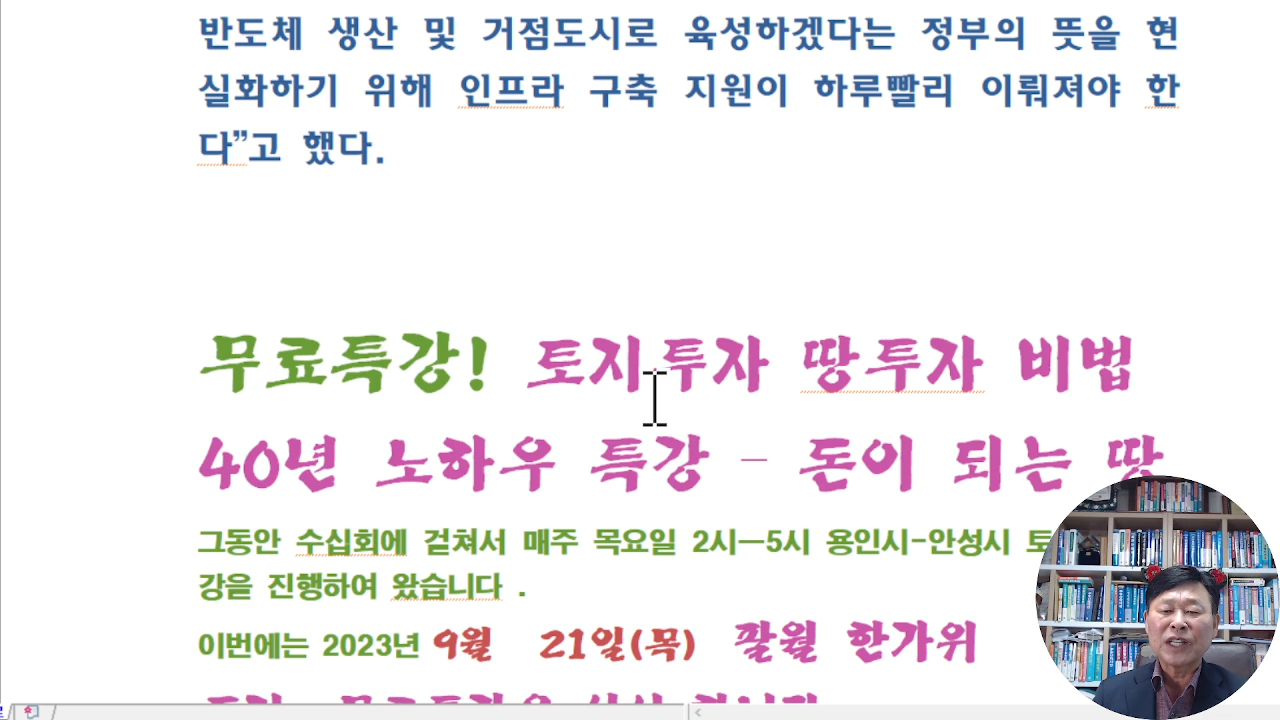 반도체 생산 및 거점도시로 육성하겠다는 정부의 뜻을 현
실화하기 위해 인프라 구축 지원이 하루빨리 이뤄져야 한
다”고 했다.
무료특강! 토지투자 땅투자 비법
40년 노하우 특강 - 돈이 되는 땅
그동안 수십회에 걷쳐서 매주 목요일 2시—5시 용인시-안성시 토
강을 진행하여 왔습니다 .
이번에는 2023년 9월 21일(목) 팔월 한가위